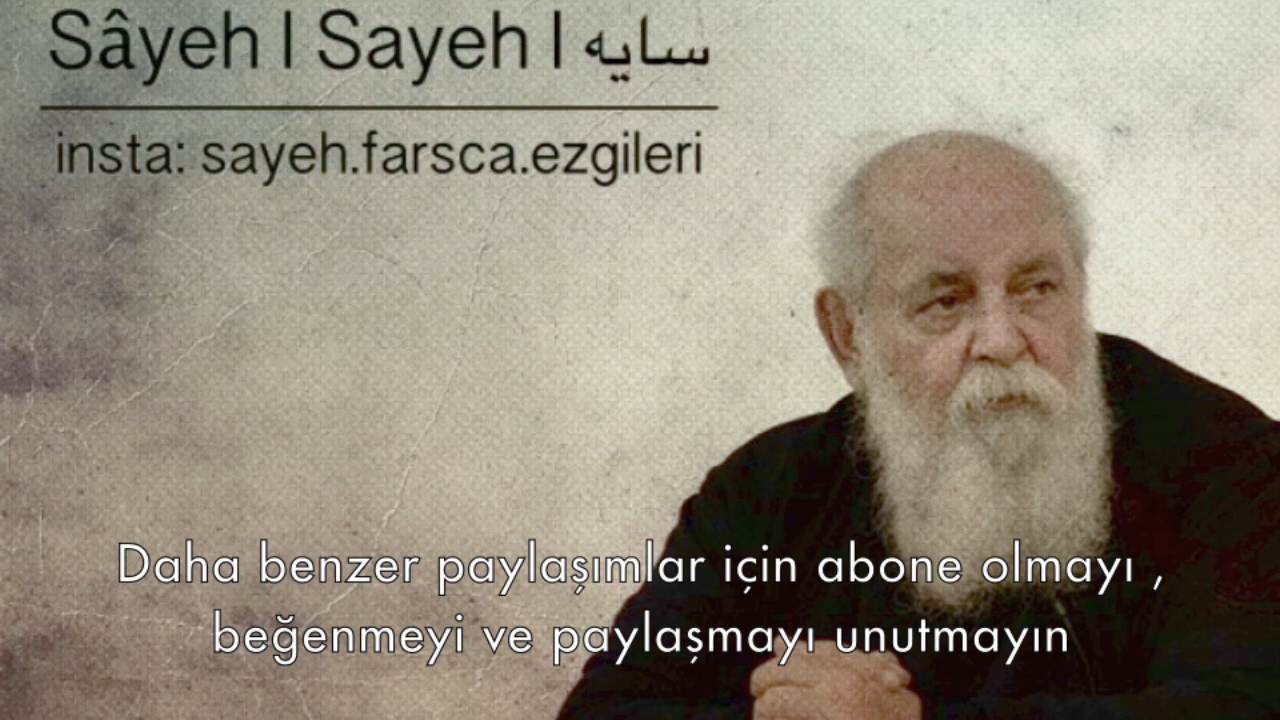 Sâyeh | Sayeh | سایه
insta: sayeh.farsca.ezgileri
Daha benzer paylaşımlar için abone olmayı ,
beğenmeyi ve paylaşmayı unutmayın